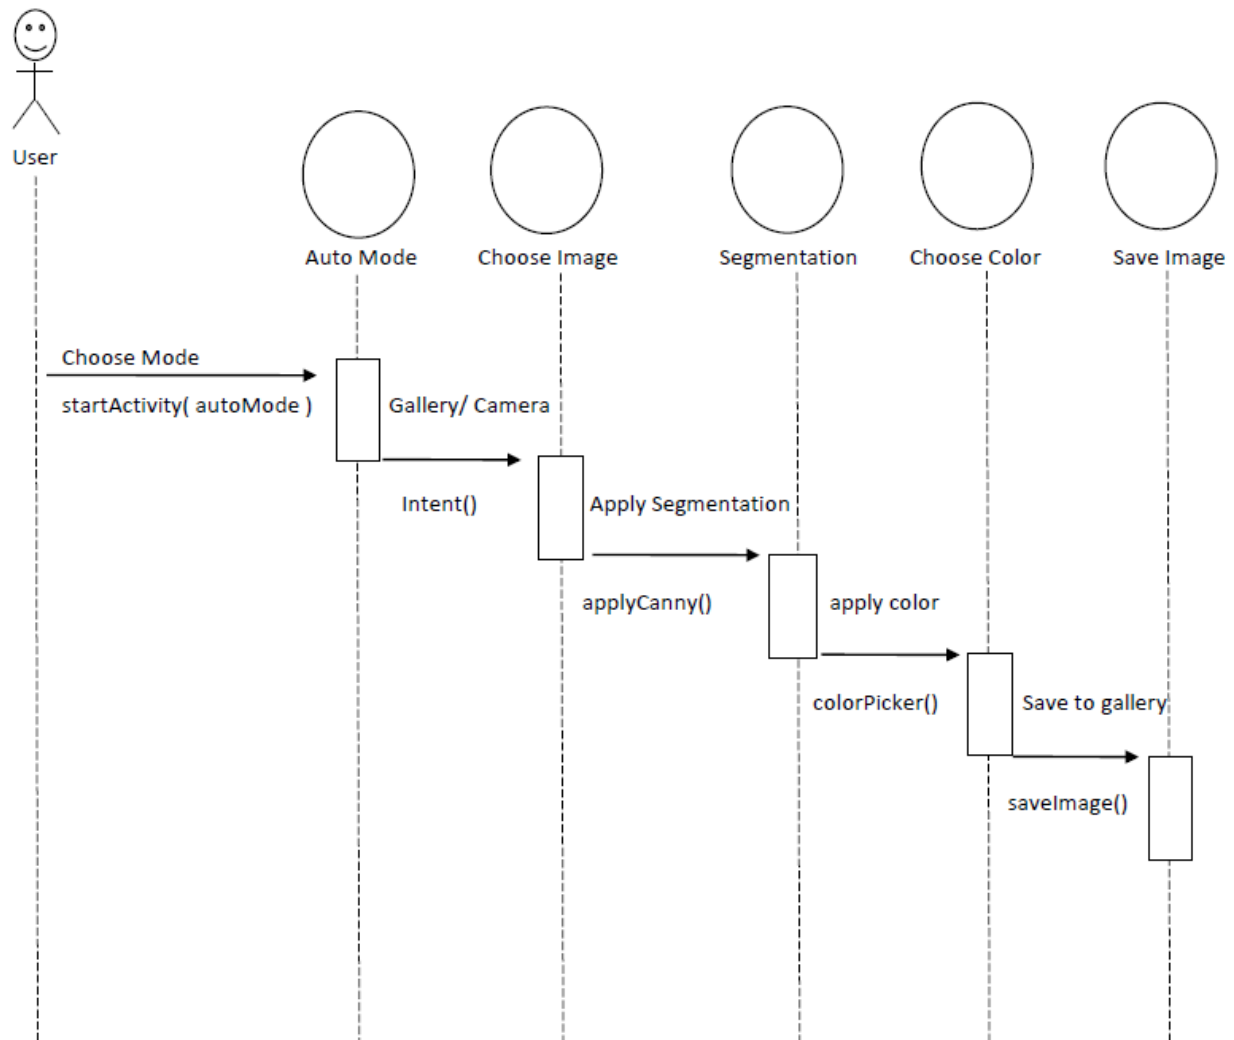 User
Auto Mode
Choose Image
Segmentation
Choose Color
Save Image
Choose Mode
startActivity( autoMode )
Gallery/ Camera
Intent()
Apply Segmentation
applyCanny()
apply color
colorPicker()
Save to gallery
saveImage()